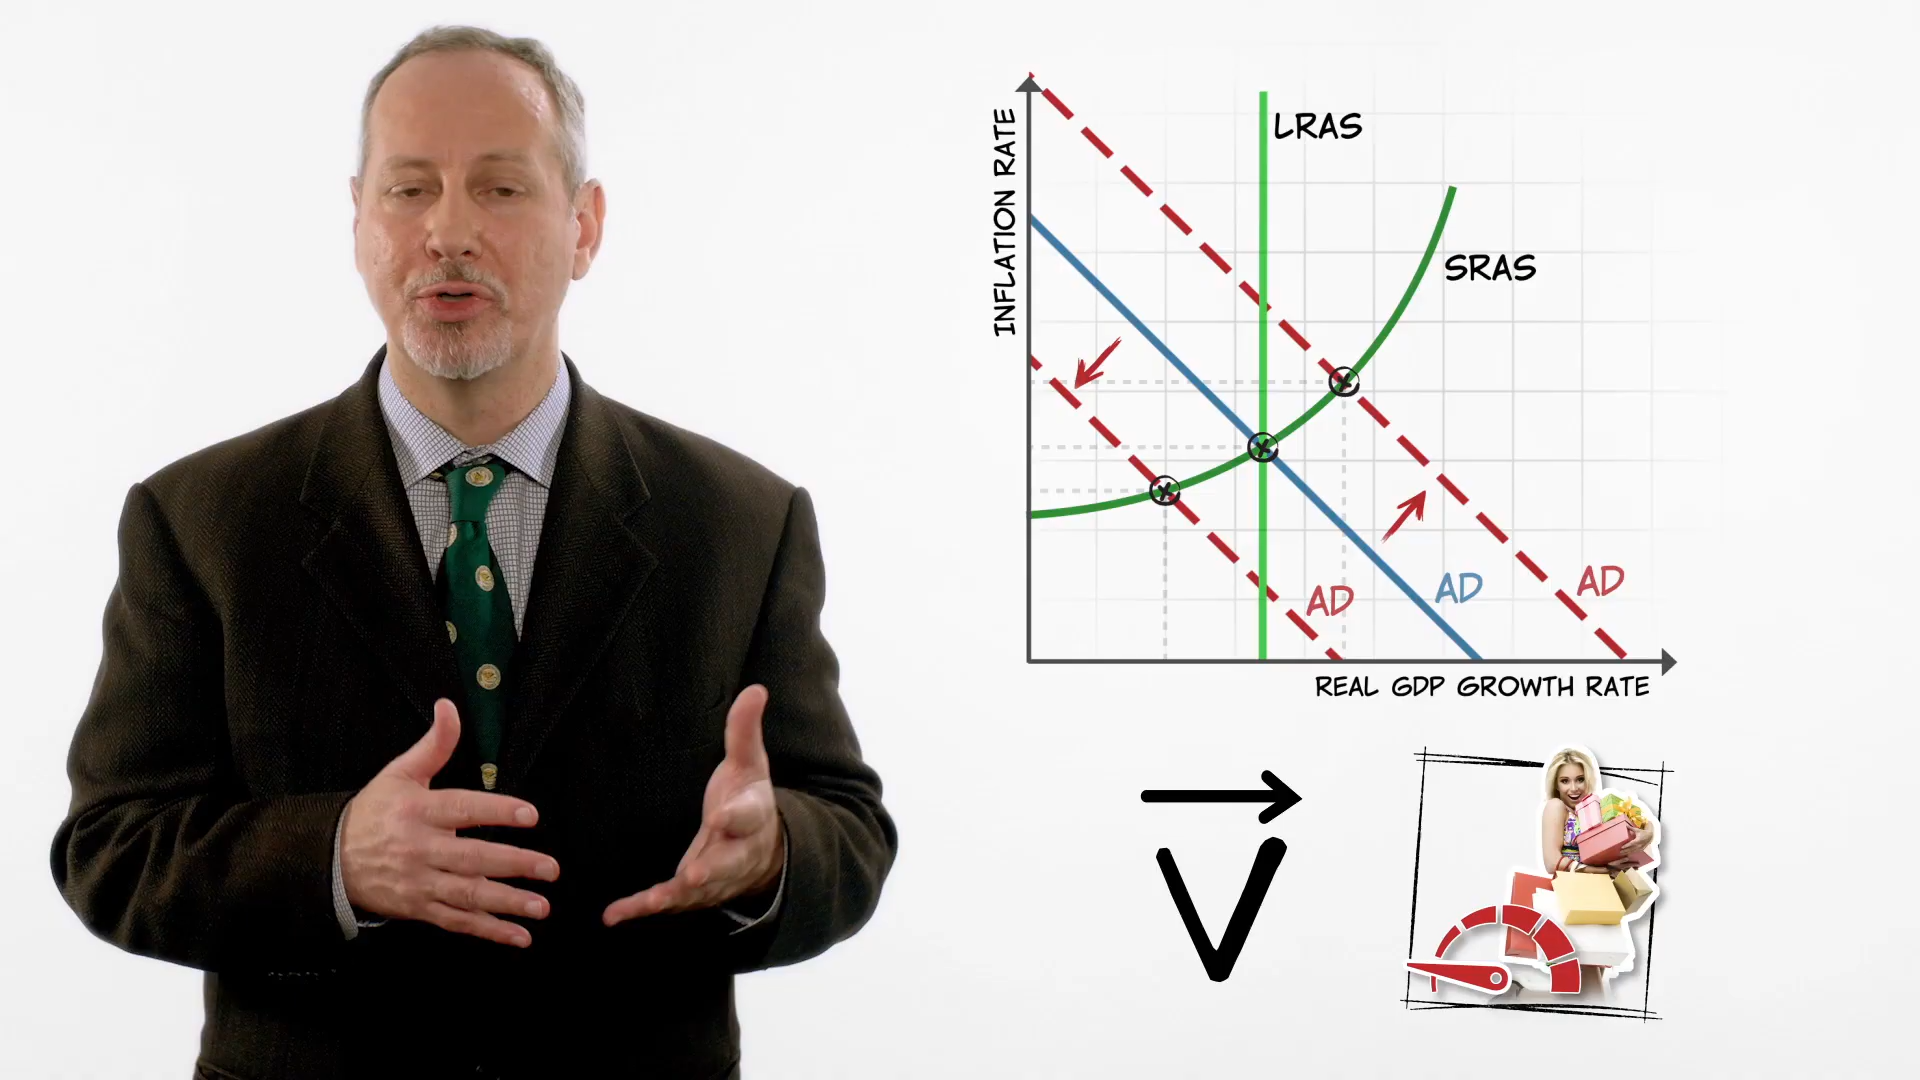 LRAS
SRAS
INFLATION RATE
AD
AD
AD
REAL GDP GROWTH RATE
V